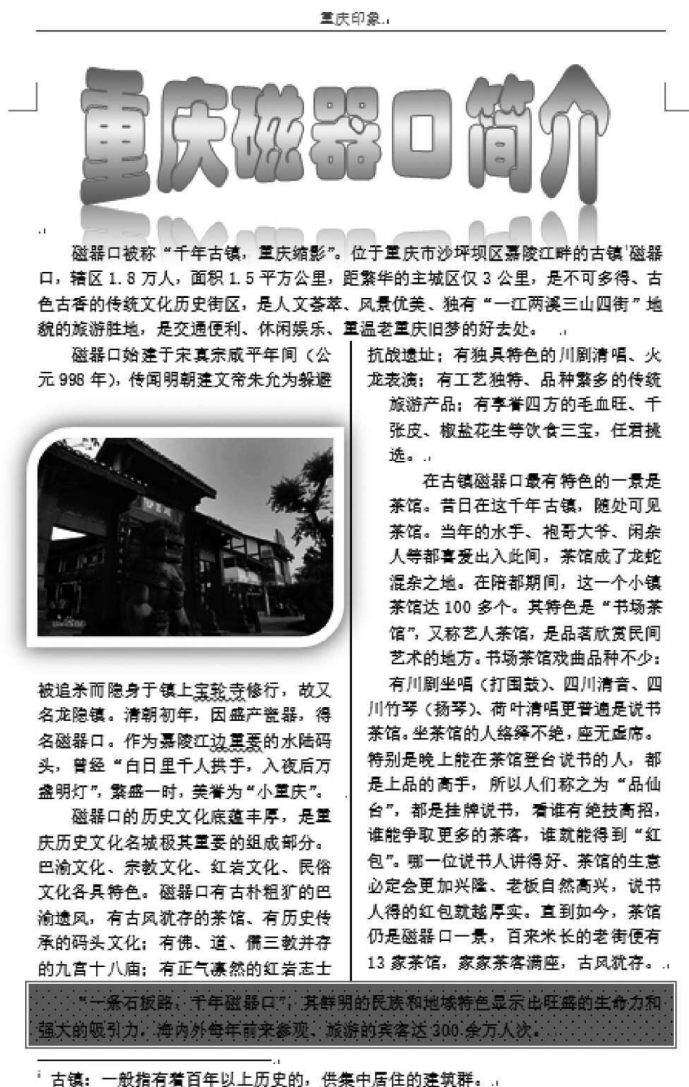 重庆印象
重庆磁器口简介
磁器口被称“千年古镇，重庆缩影”。位于重庆市沙坪坝区嘉陵江畔的古镇i磁器
口，辖区 1.8 万人，面积 1.5 平方公里，距繁华的主城区仅 3 公里，是不可多得、古
色古香的传统文化历史街区，是人文荟萃、风景优美、独有“一江两溪三山四街”地
貌的旅游胜地，是交通便利、休闲娱乐、重温老重庆旧梦的好去处。
磁器口始建于宋真宗咸平年间（公
元 998 年），传闻明朝建文帝朱允为躲避
被追杀而隐身于镇上宝轮寺修行，故又
名龙隐镇。清朝初年，因盛产瓷器，得
名磁器口。作为嘉陵江边重要的水陆码
头，曾经“白日里千人拱手，入夜后万
盏明灯”，繁盛一时，美誉为“小重庆”。
磁器口的历史文化底蕴丰厚，是重
庆历史文化名城极其重要的组成部分。
巴渝文化、宗教文化、红岩文化、民俗
文化各具特色。磁器口有古朴粗犷的巴
渝遗风，有古风犹存的茶馆、有历史传
承的码头文化；有佛、道、儒三教并存
的九宫十八庙；有正气凛然的红岩志士
抗战遗址；有独具特色的川剧清唱、火
龙表演；有工艺独特、品种繁多的传统
旅游产品；有享誉四方的毛血旺、千
张皮、椒盐花生等饮食三宝，任君挑
选。
在古镇磁器口最有特色的一景是
茶馆。昔日在这千年古镇，随处可见
茶馆。当年的水手、袍哥大爷、闲杂
人等都喜爱出入此间，茶馆成了龙蛇
混杂之地。在陪都期间，这一个小镇
茶馆达 100 多个。其特色是“书场茶
馆”，又称艺人茶馆，是品茗欣赏民间
艺术的地方。书场茶馆戏曲品种不少：
有川剧坐唱（打围鼓）、四川清音、四
川竹琴（扬琴）、荷叶清唱更普遍是说书
茶馆。坐茶馆的人络绎不绝，座无虚席。
特别是晚上能在茶馆登台说书的人，都
是上品的高手，所以人们称之为“品仙
台”，都是挂牌说书，看谁有绝技高招，
谁能争取更多的茶客，谁就能得到“红
包”。哪一位说书人讲得好、茶馆的生意
必定会更加兴隆、老板自然高兴，说书
人得的红包就越厚实。直到如今，茶馆
仍是磁器口一景，百来米长的老街便有
13 家茶馆，家家茶客满座，古风犹存。
“一条石板路，千年磁器口”，其鲜明的民族和地域特色显示出旺盛的生命力和
强大的吸引力，海内外每年前来参观、旅游的宾客达 300 余万人次。
i 古镇：一般指有着百年以上历史的，供集中居住的建筑群。